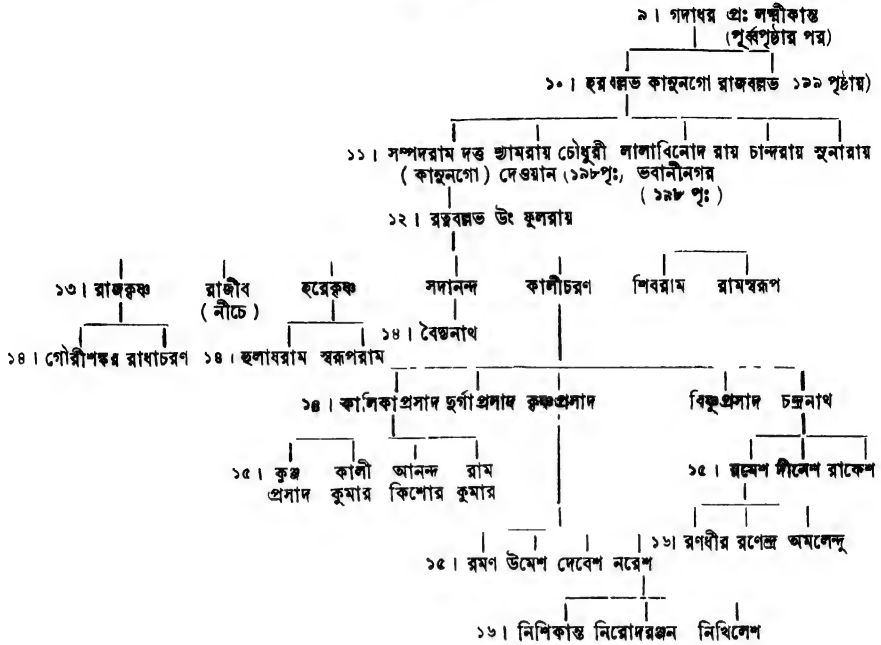 ৯। গদাধর প্রঃ লক্ষ্মীকান্ত
(পূর্ব্বপৃষ্ঠার পর)
১০। হরবল্লভ কানুনগো রাজবল্লভ ১৯৯ পৃষ্ঠায়)
১১। সম্পদরাম দত্ত শ্যামরায় চৌধুরী লালাবিনোদ রায় চান্দরায় সুনারায়
(কানুনগো) দেওয়ান (১৯৮পৃঃ, ভবানীনগর
(১৯৮ পৃঃ)
১২। রত্নবল্লভ উং ফুলরায়
১৩। রাজকৃষ্ণ রাজীব হরেকৃষ্ণ সদানন্দ কালীচরণ শিবরাম রামস্বরূপ
(নীচে)
১৪। বৈদ্যনাথ
১৪। গৌরীশঙ্কর রাধাচরণ ১৪। হুলাষরাম স্বরূপরাম
১৪। কালিকাপ্রসাদ দুর্গাপ্রসাদ কৃষ্ণপ্রসাদ বিষ্ণুপ্রসাদ চন্দ্রনাথ
১৫। কুঞ্জ কালী আনন্দ রাম ১৫। রমেশ দীনেশ রাকেশ
প্রসাদ কুমার কিশোর কুমার
১৬। রণধীর রণেন্দ্র অমলেন্দু
১৫। রমণ উমেশ দেবেশ নরেশ
১৬। নিশিকান্ত নিরোদরঞ্জন নিখিলেশ